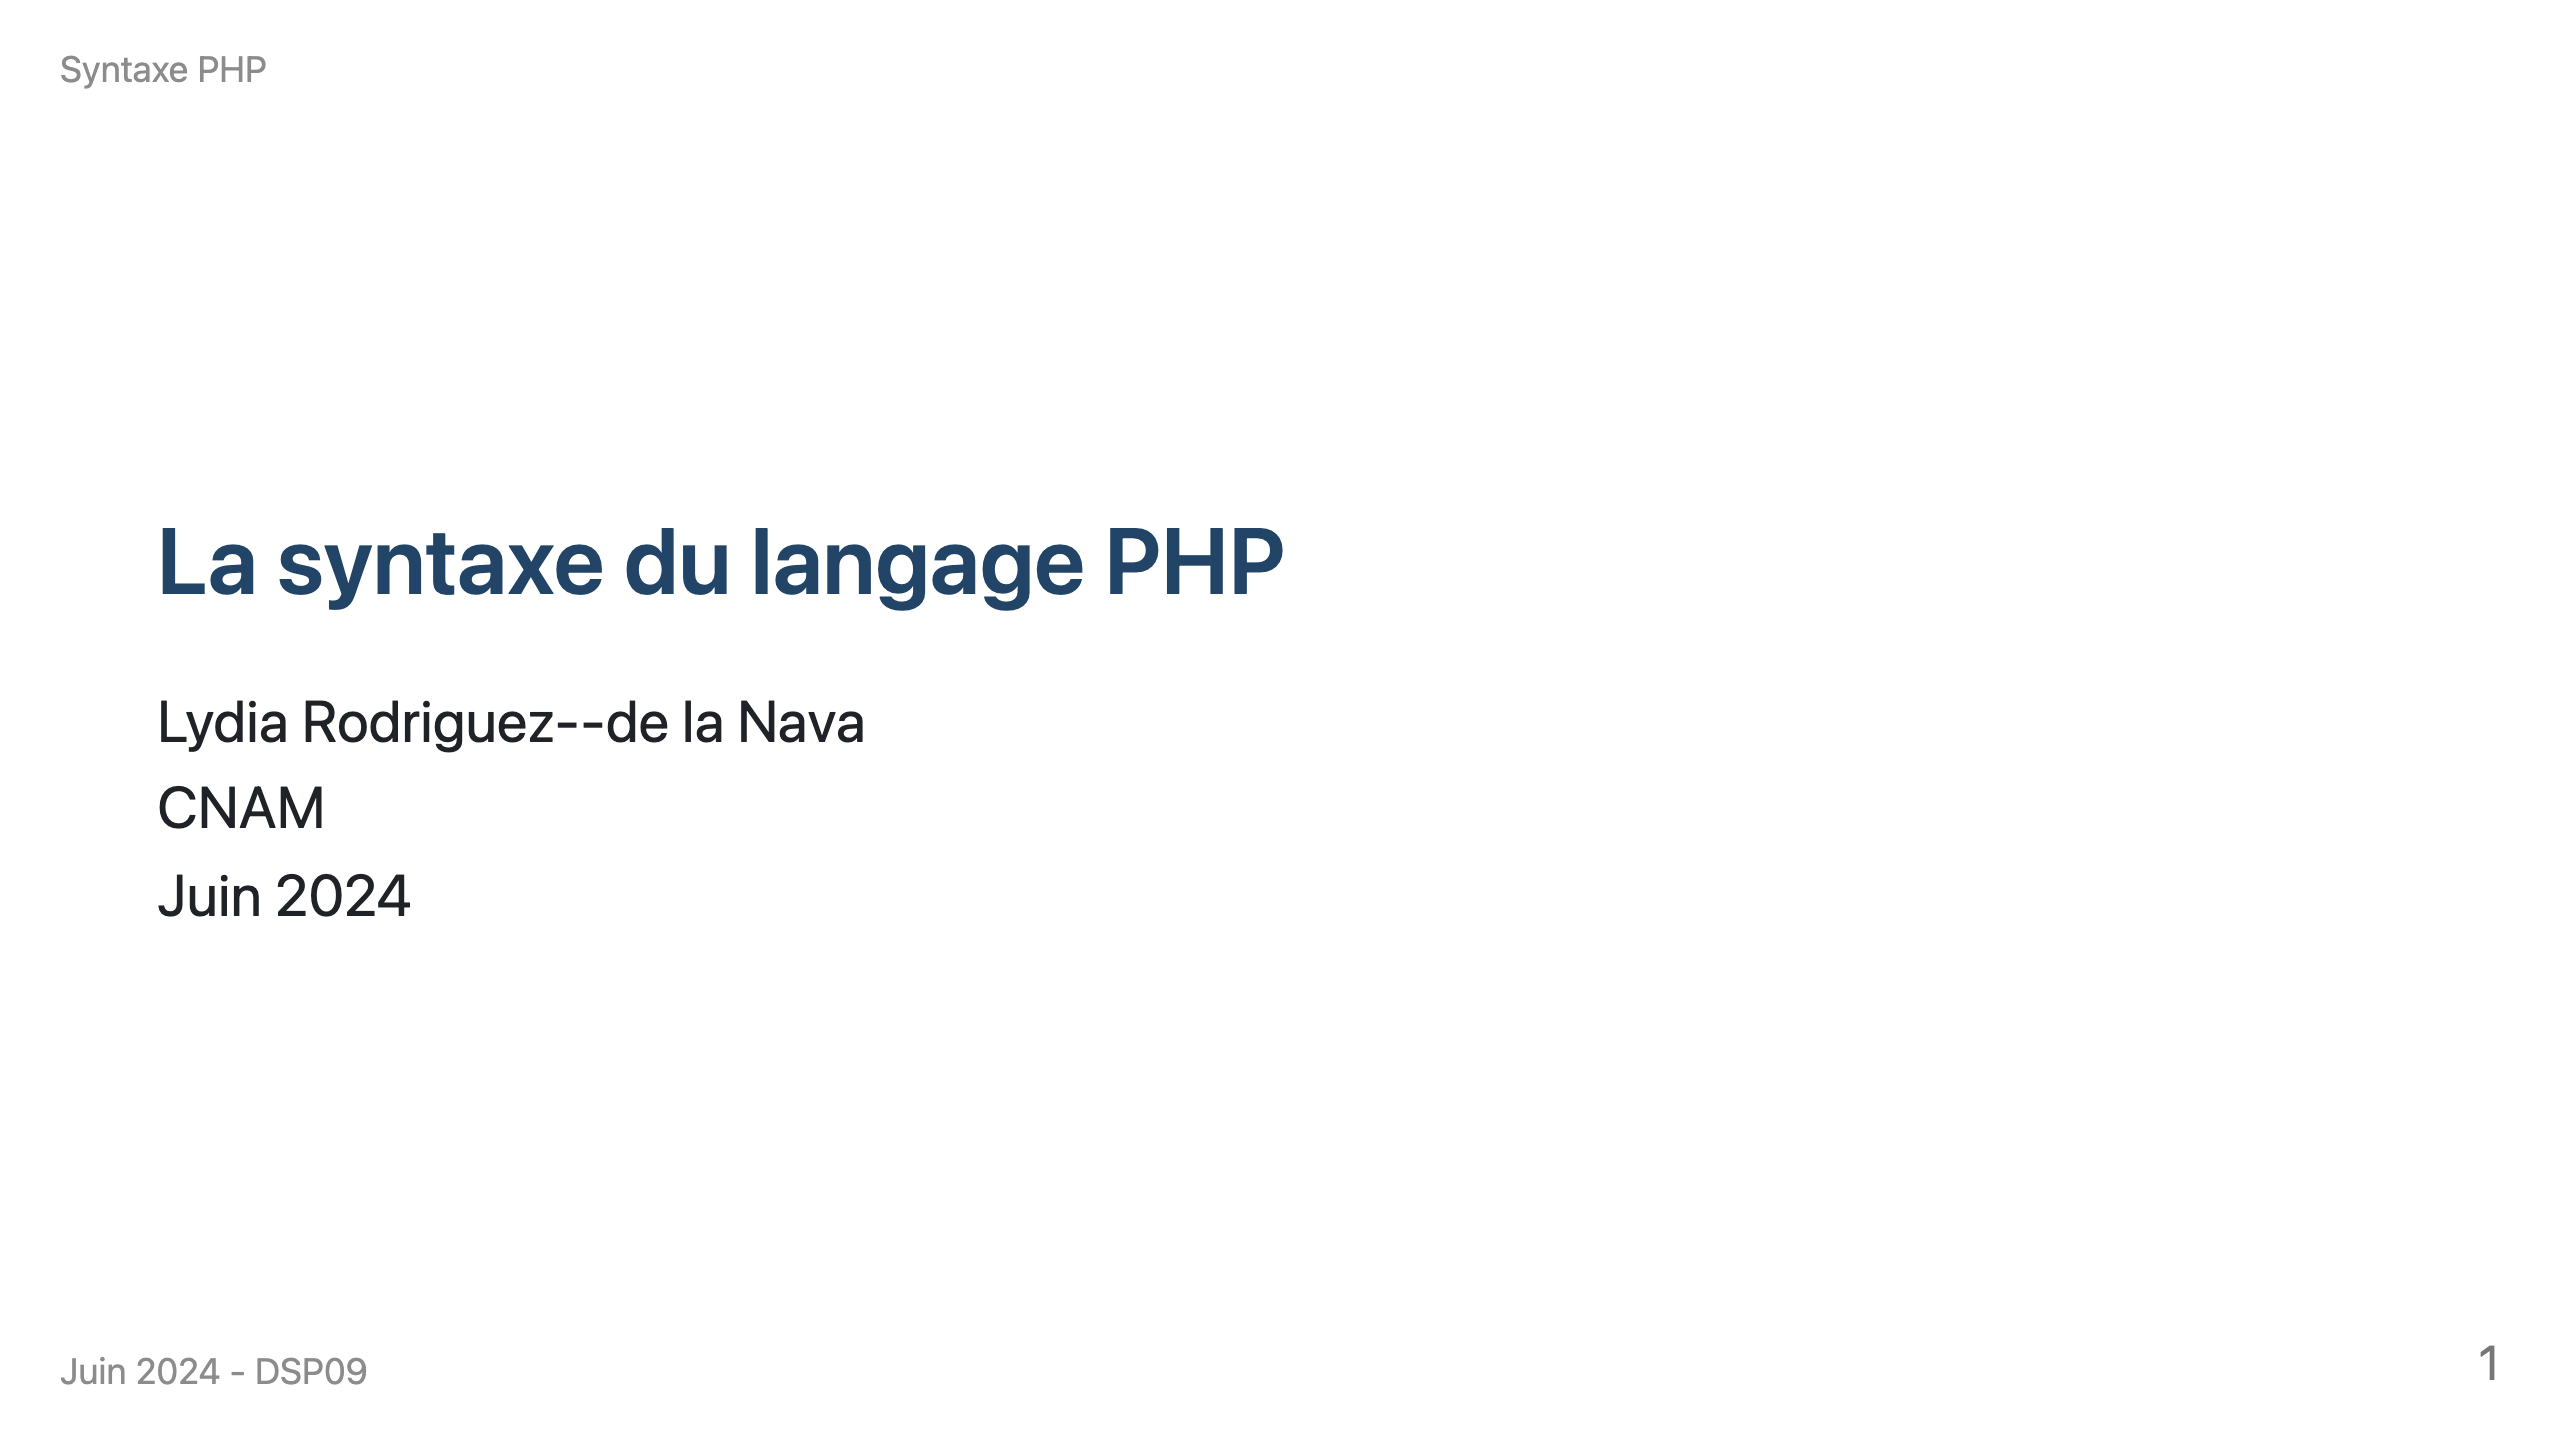 Syntaxe PHP
La syntaxe du langage PHP
Lydia Rodriguez--de la Nava
CNAM
Juin 2024
Juin 2024 - DSP09
1